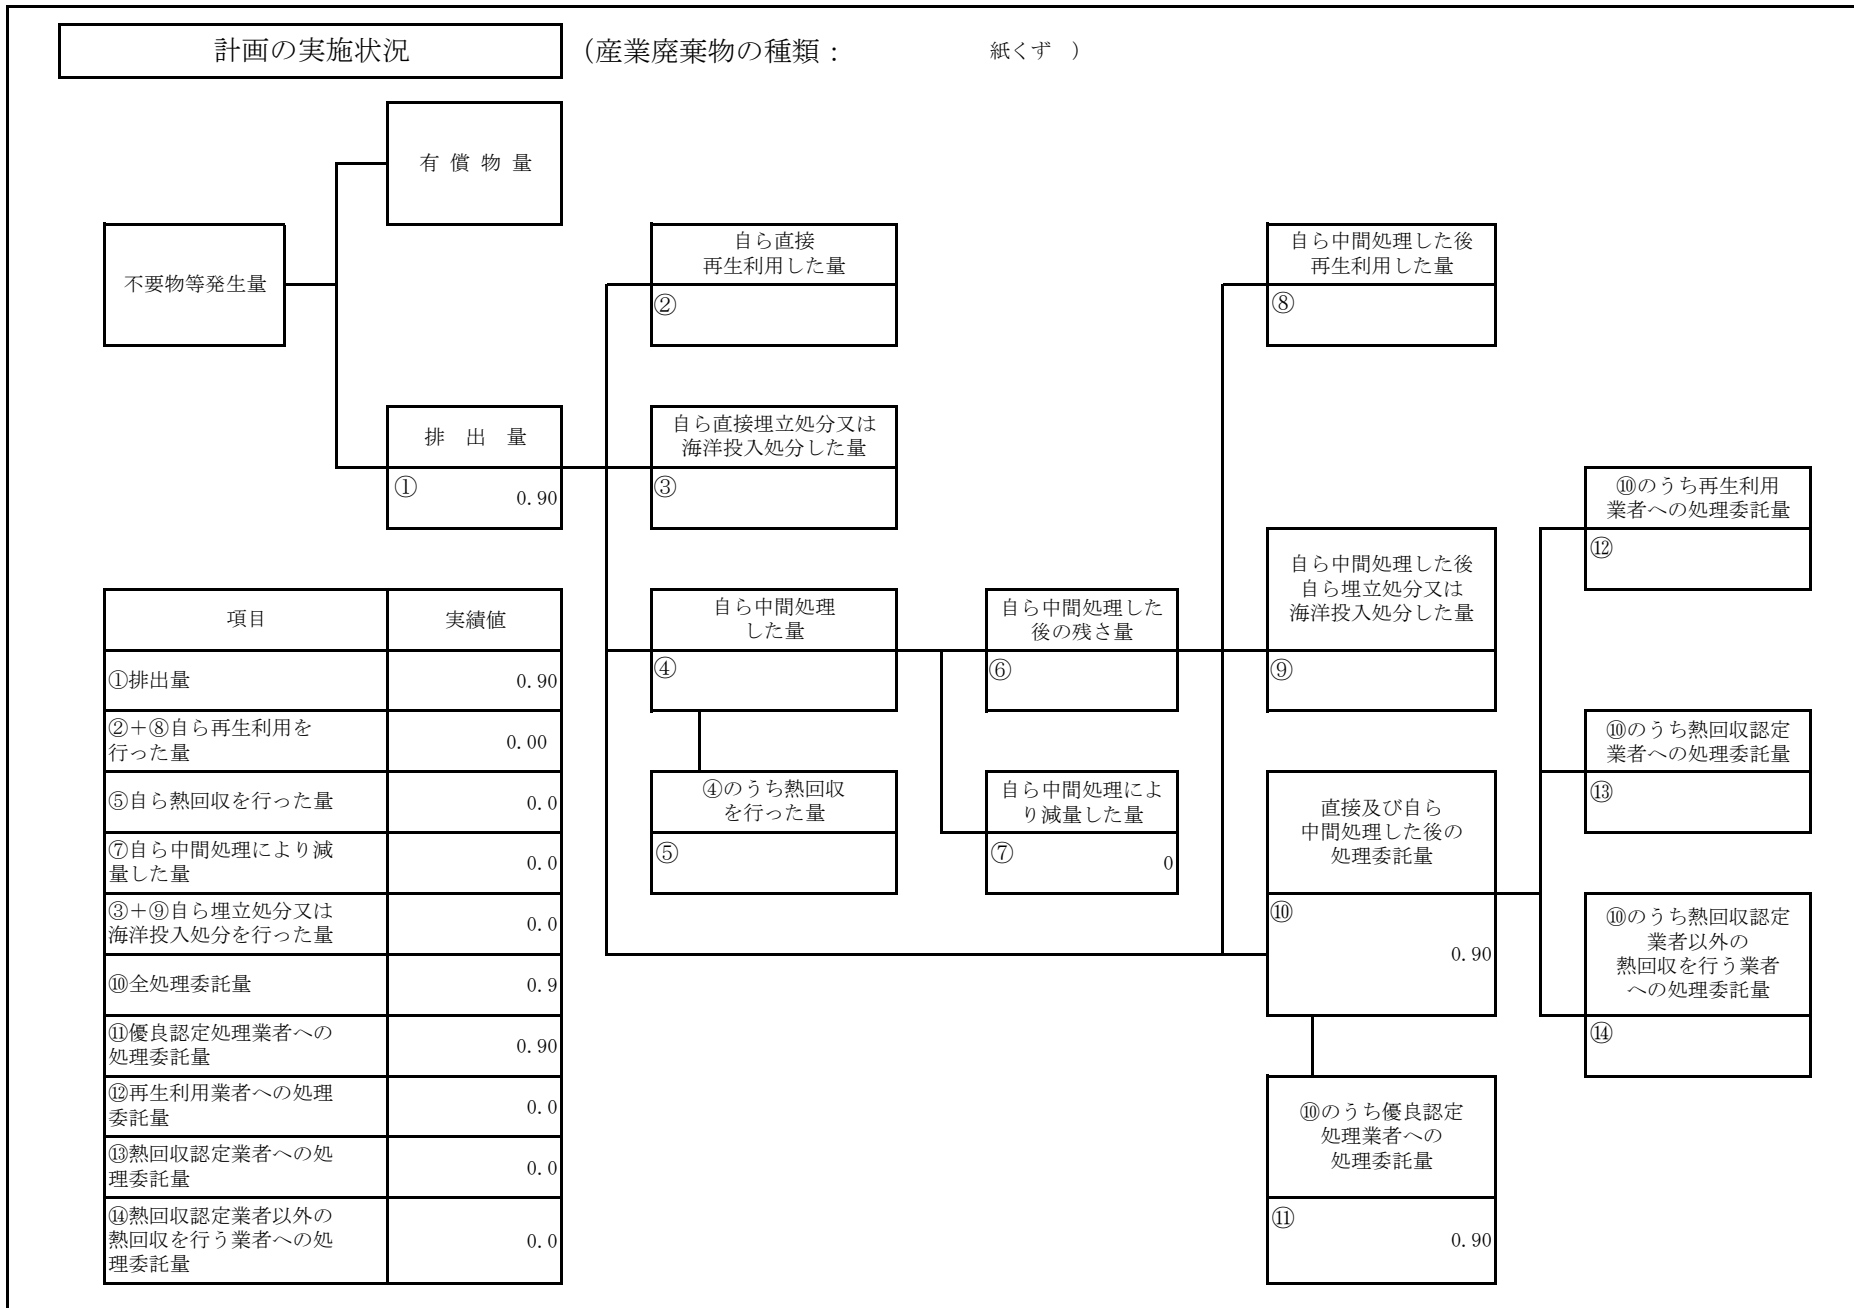 計画の実施状況
（産業廃棄物の種類： 紙くず ）
有 償 物 量
不要物等発生量
自ら直接
再生利用した量
②
自ら中間処理した後
再生利用した量
⑧
排 出 量
① 0.90
自ら直接埋立処分又は
海洋投入処分した量
③
⑩のうち再生利用
業者への処理委託量
⑫
自ら中間処理した後
自ら埋立処分又は
海洋投入処分した量
⑨
自ら中間処理
した量
④
自ら中間処理した
後の残さ量
⑥
④のうち熱回収
を行った量
⑤
自ら中間処理によ
り減量した量
⑦ 0
直接及び自ら
中間処理した後の
処理委託量
⑩
0.90
⑩のうち熱回収認定
業者への処理委託量
⑬
⑩のうち熱回収認定
業者以外の
熱回収を行う業者
への処理委託量
⑭
⑩のうち優良認定
処理業者への
処理委託量
⑪
0.90
項目 実績値
①排出量 0.90
②＋⑧自ら再生利用を
行った量 0.00
⑤自ら熱回収を行った量 0.0
⑦自ら中間処理により減
量した量 0.0
③＋⑨自ら埋立処分又は
海洋投入処分を行った量 0.0
⑩全処理委託量 0.9
⑪優良認定処理業者への
処理委託量 0.90
⑫再生利用業者への処理
委託量 0.0
⑬熱回収認定業者への処
理委託量 0.0
⑭熱回収認定業者以外の
熱回収を行う業者への処
理委託量 0.0